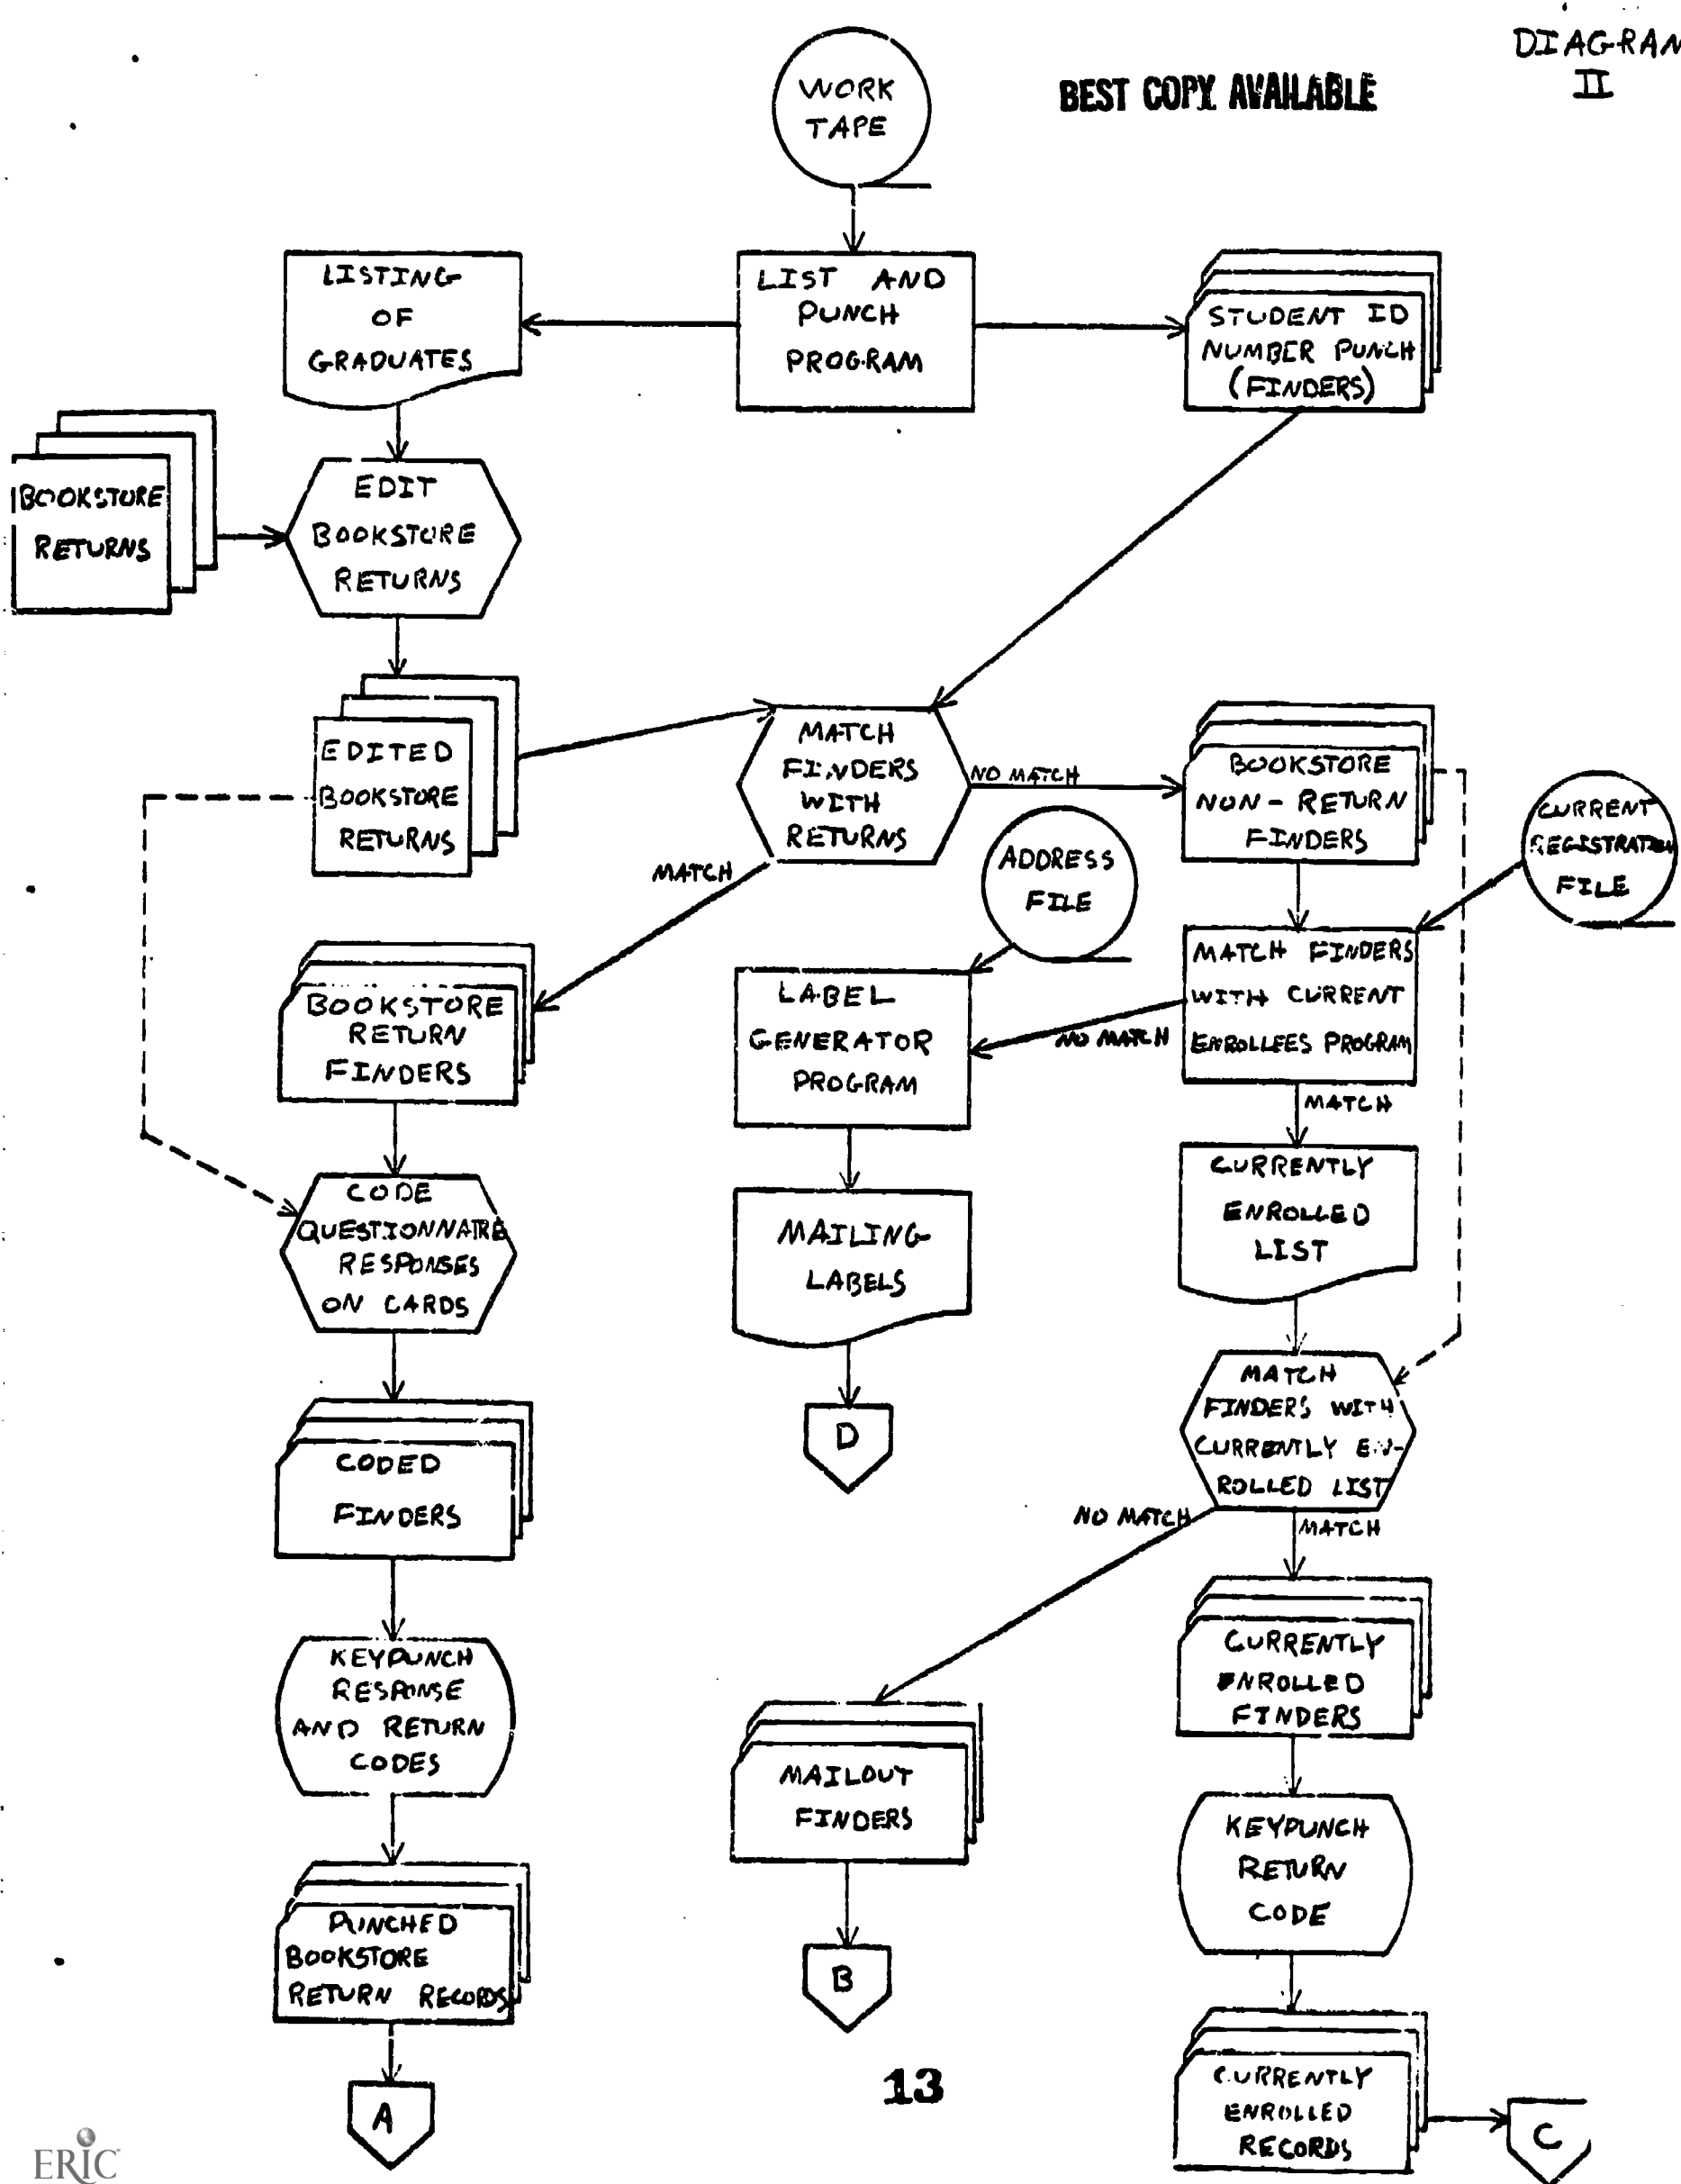 DIAGRAM
II
BEST COPY AVAILABLE
WORK
TAPE
LISTING
OF
GRADUATES
LIST AND
PUNCH
PROGRAM
STUDENT ID
NUMBER PUNCH
(FINDERS)
BOOKSTORE
RETURNS
EDIT
BOOKSTORE
RETURNS
EDITED
BOOKSTORE
RETURNS
MATCH
FINDERS
WITH
RETURNS
NO MATCH
BOOKSTORE
NON-RETURN
FINDERS
CURRENT
REGISTRATION
FILE
MATCH
ADDRESS
FILE
BOOKSTORE
RETURN
FINDERS
LABEL
GENERATOR
PROGRAM
NO MATCH
MATCH FINDERS
WITH CURRENT
ENROLLEES PROGRAM
MATCH
CODE
QUESTIONNAIRE
RESPONSES
ON CARDS
MAILING
LABELS
CURRENTLY
ENROLLED
LIST
D
MATCH
FINDERS WITH
CURRENTLY EN-
ROLLED LIST
CODED
FINDERS
NO MATCH
MATCH
KEYPUNCH
RESPONSE
AND RETURN
CODES
MAILOUT
FINDERS
CURRENTLY
ENROLLED
FINDERS
KEYPUNCH
RETURN
CODE
PUNCHED
BOOKSTORE
RETURN RECORDS
B
CURRENTLY
ENROLLED
RECORDS
A
C
13
ERIC